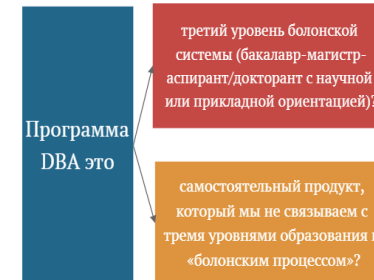 Программа
DBA это
третий уровень болонской
системы (бакалавр-магистр-
аспирант/докторант с научной
или прикладной ориентацией)?
самостоятельный продукт,
который мы не связываем с
тремя уровнями образования и
«болонским процессом»?